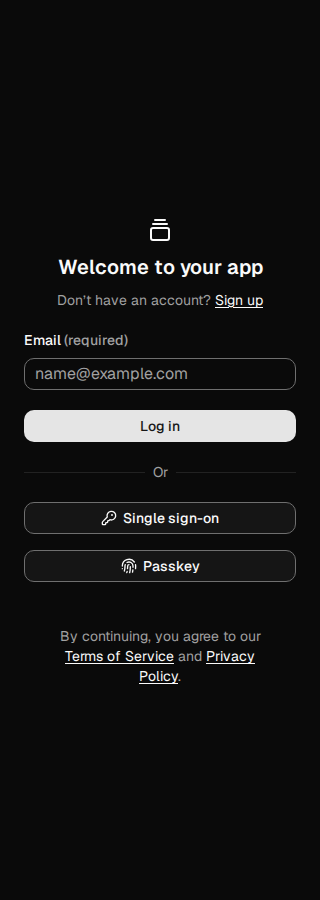 Welcome to your app
Don't have an account? Sign up
Email (required)
name@example.com
Log in
Or
Single sign-on
Passkey
By continuing, you agree to our
Terms of Service and Privacy
Policy.